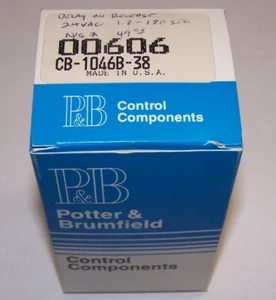 DELAY ON RELEASE
24VAC 1.8-180 SEC
49
00606
CB-1046B-38
MADE IN U.S.A.
P&B Control
Components
P&B
Potter &
Brumfield
Control
Components